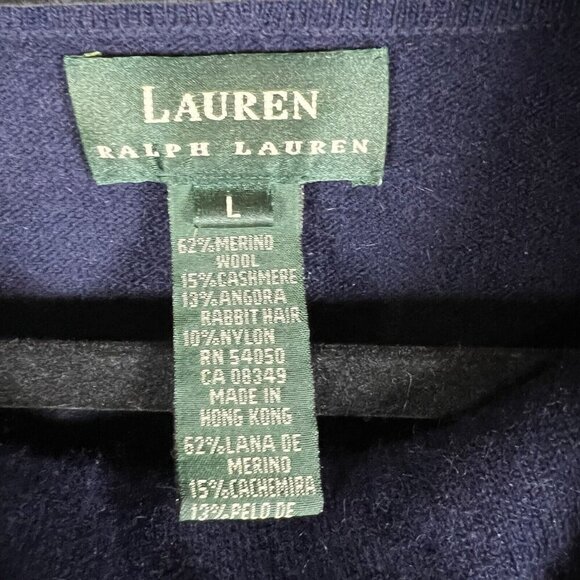 LAUREN
RALPH LAUREN
L
62%MERINO
WOOL
15%CASHMERE
13%ANGORA
RABBIT HAIR
10%NYLON
RN 54050
CA 08349
MADE IN
HONG KONG
62%LANA DE
MERINO
15%CACHEMIRA
13%PELO DE